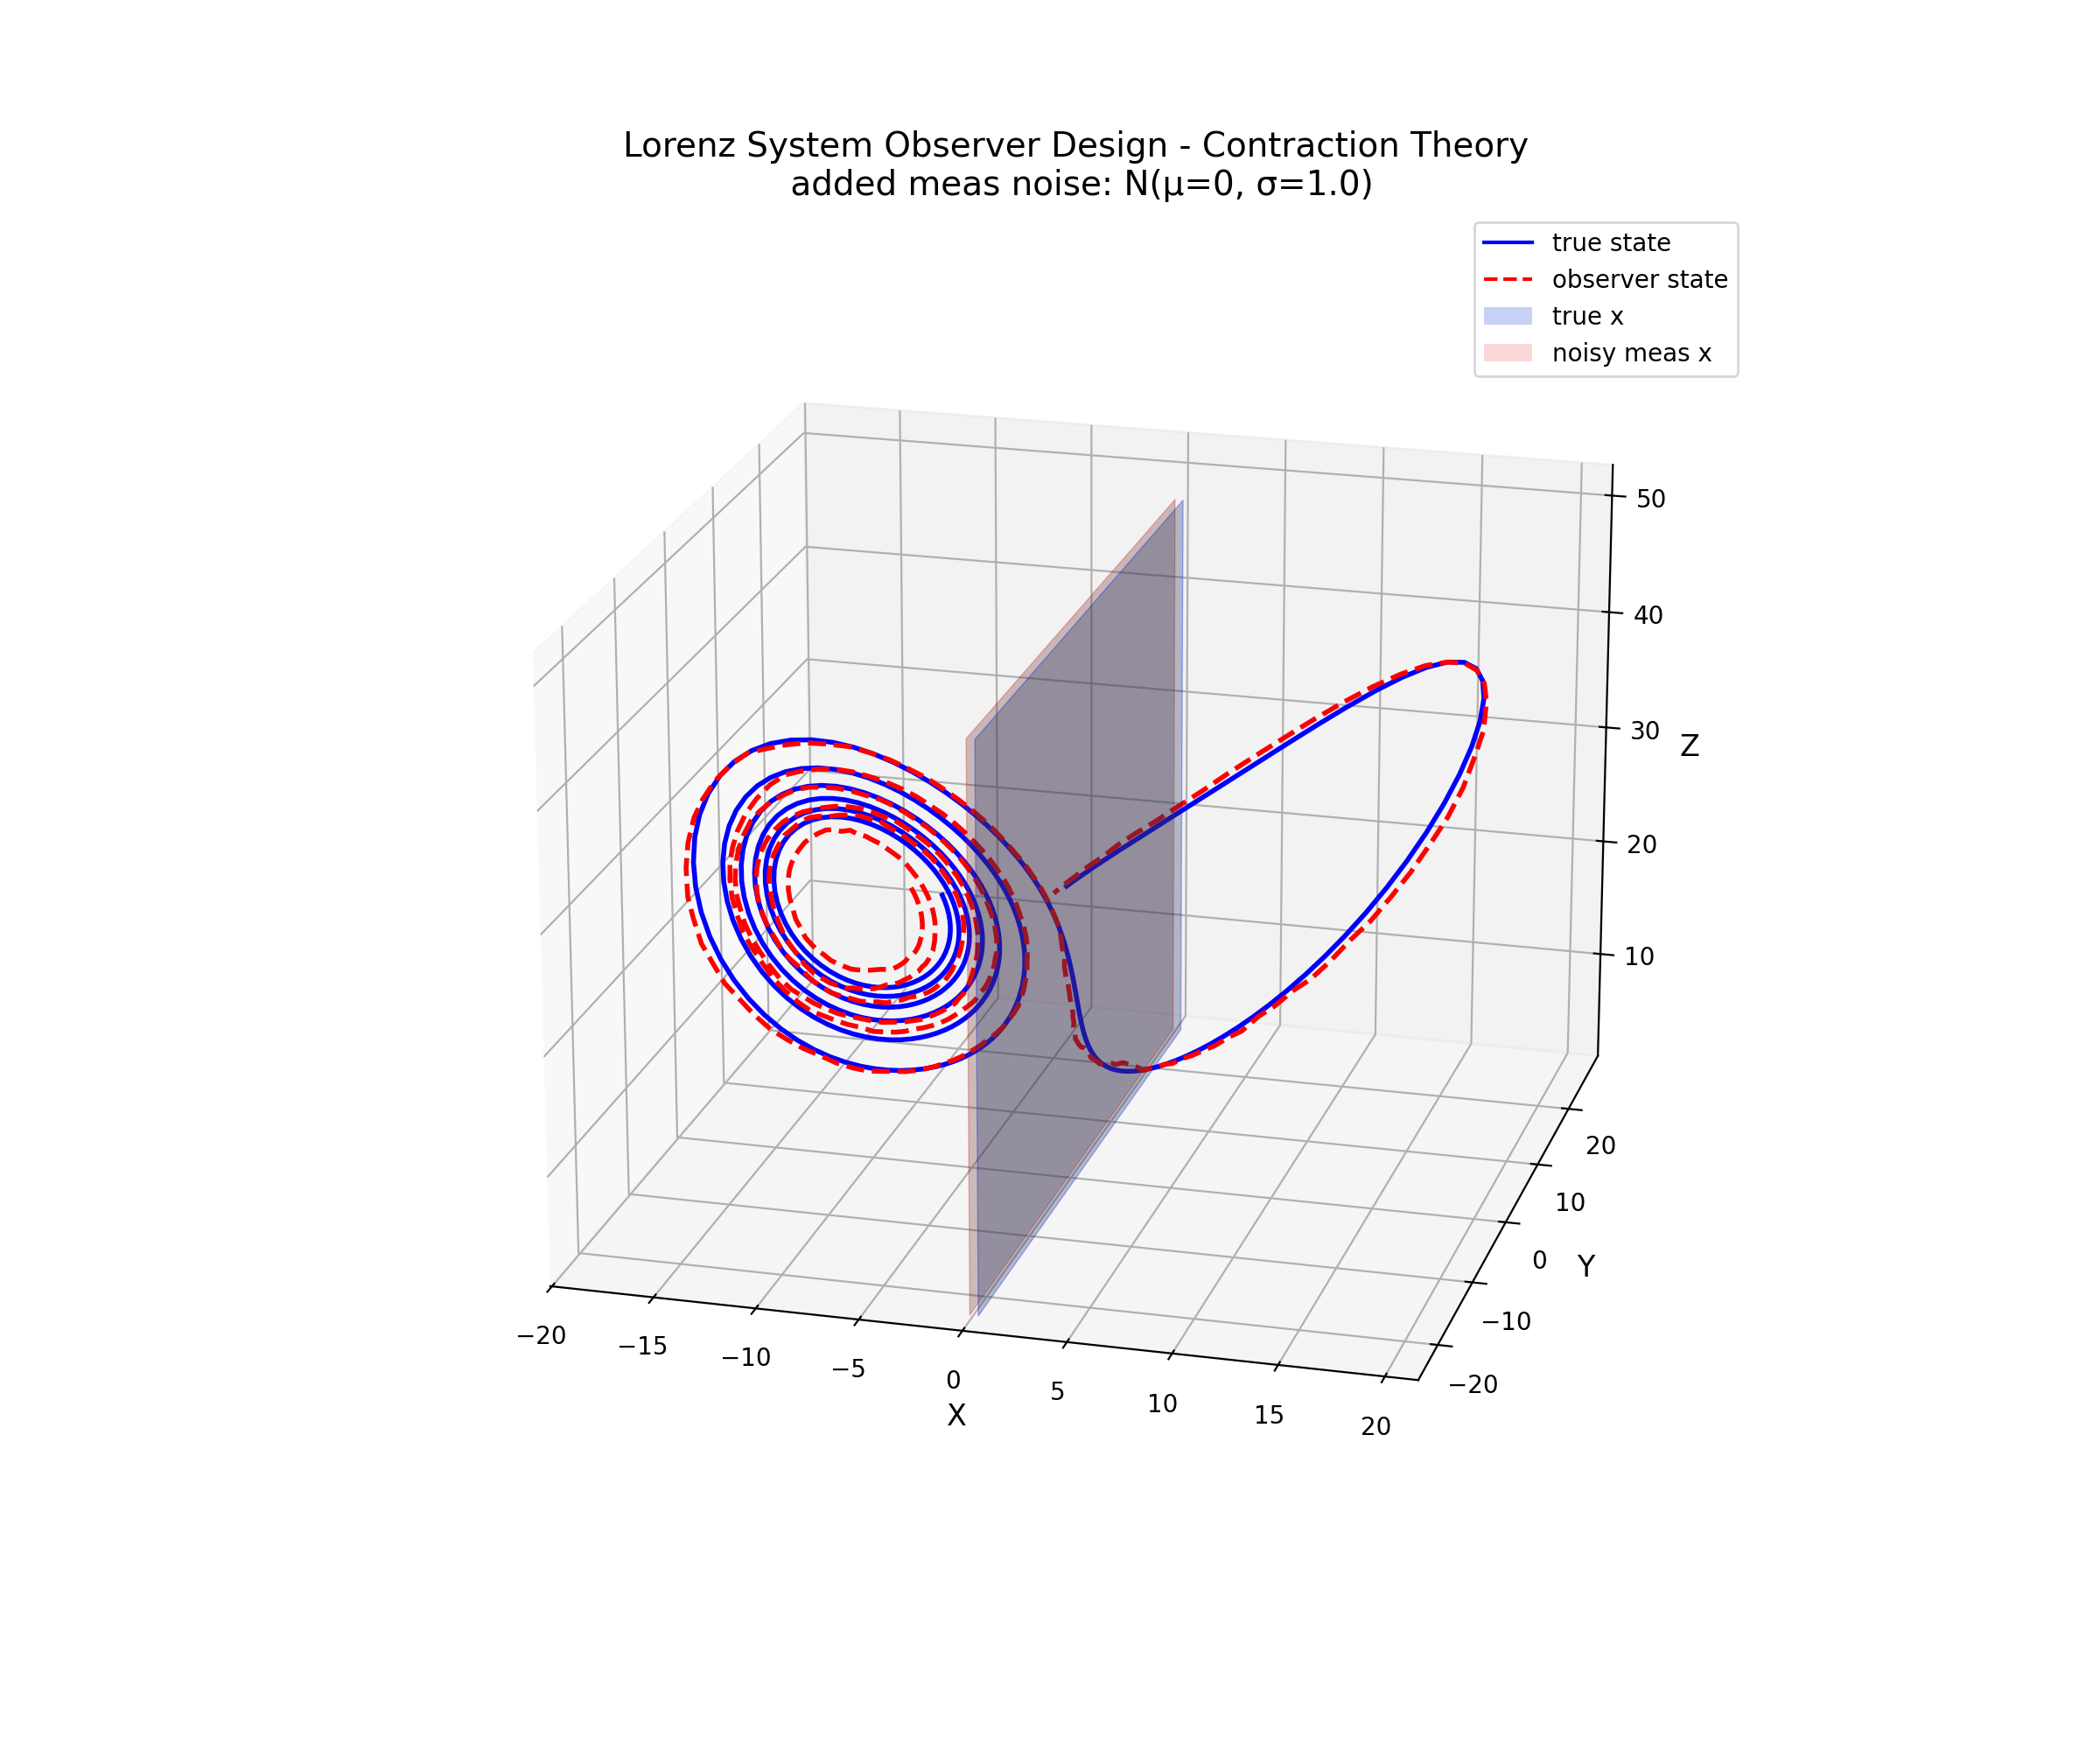 Lorenz System Observer Design - Contraction Theory
added meas noise: N(μ=0, σ=1.0)
true state
observer state
true x
noisy meas x
50
40
30
Z
20
10
20
10
0
Y
−10
−20
−20
−15
−10
−5
0
5
10
15
20
X